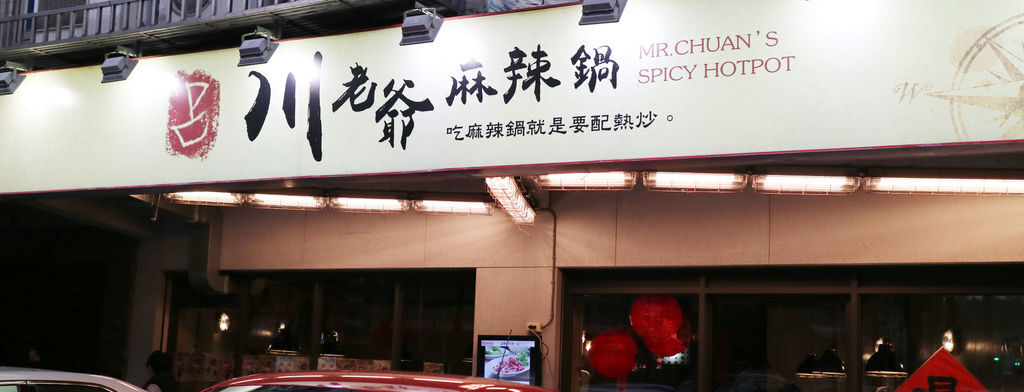 呂
川老爺麻辣鍋
MR.CHUAN'S
SPICY HOTPOT
吃麻辣鍋就是要配熱炒。
W